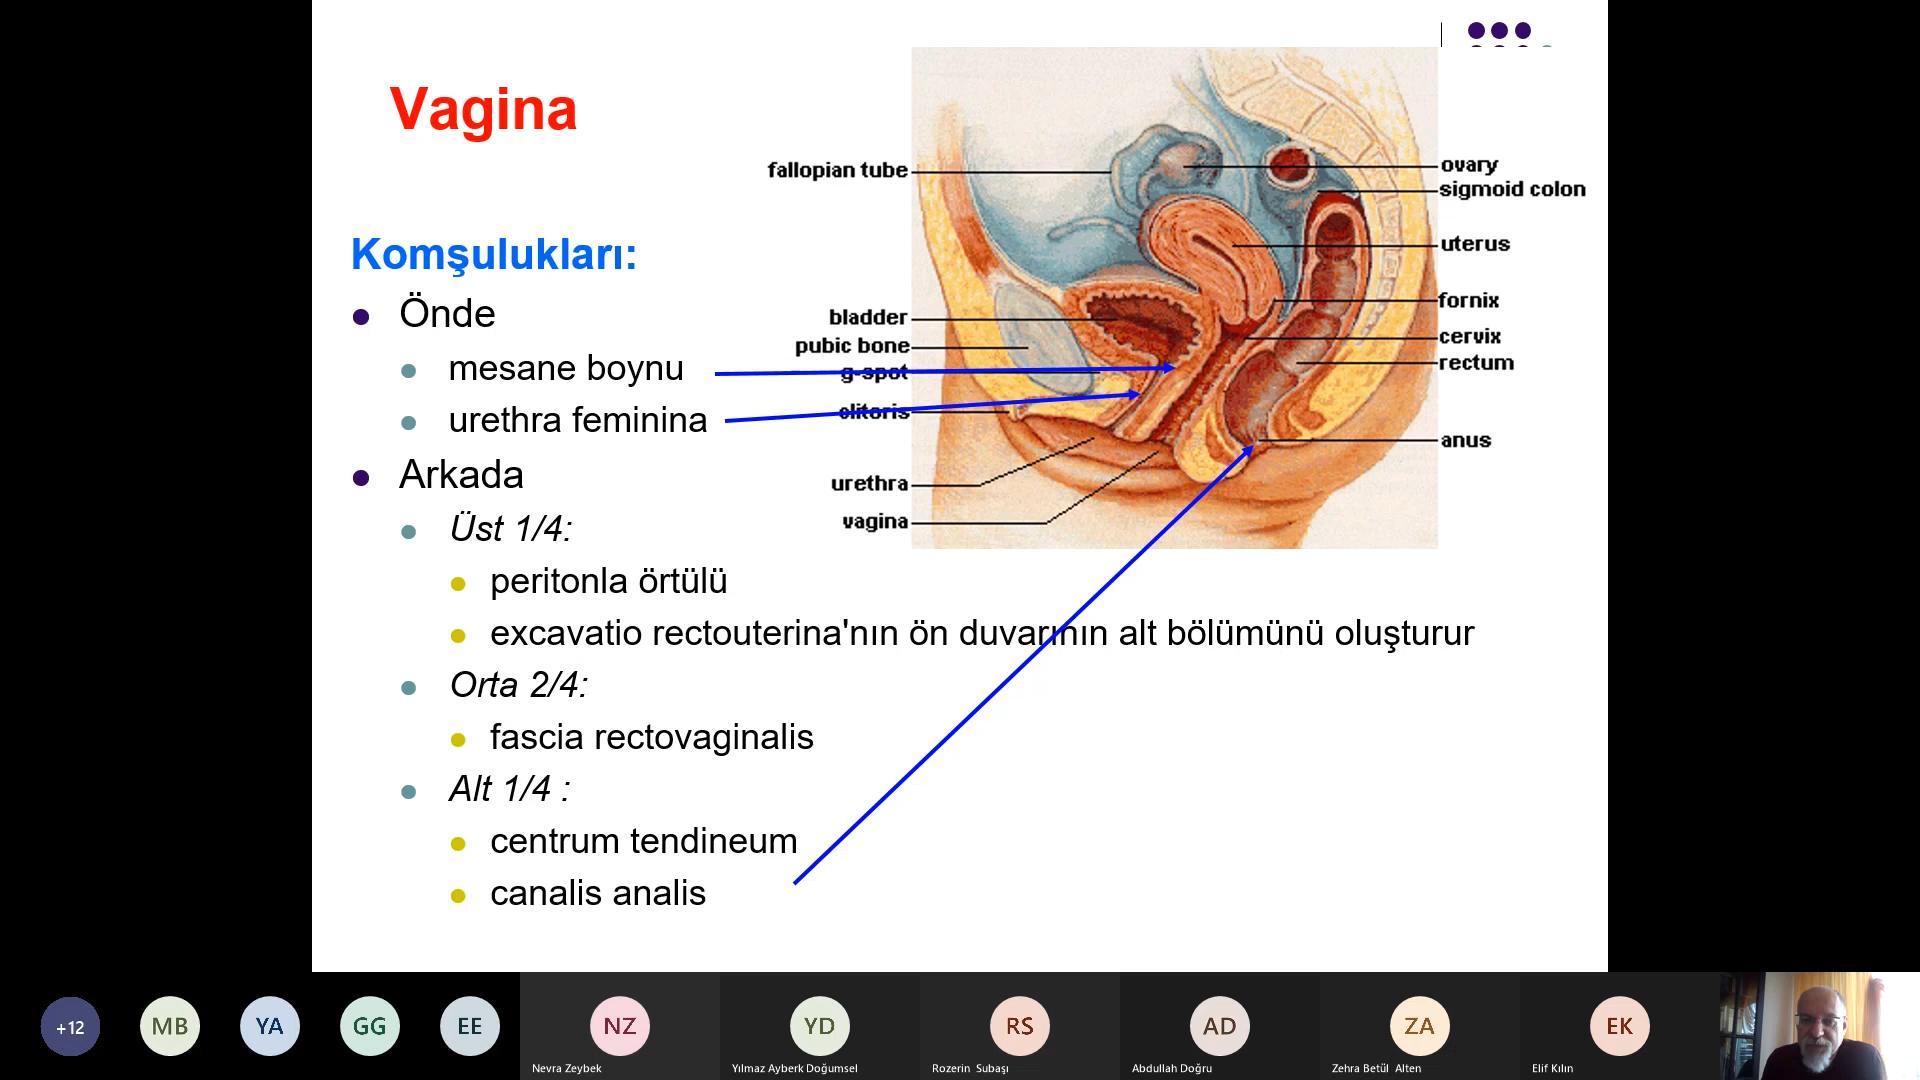 Vagina
Komşulukları:
Önde
mesane boynu
urethra feminina
Arkada
Üst 1/4:
peritonla örtülü
excavatio rectouterina'nın ön duvarının alt bölümünü oluşturur
Orta 2/4:
fascia rectovaginalis
Alt 1/4 :
centrum tendineum
canalis analis
fallopian tube
bladder
pubic bone
g-spot
clitoris
urethra
vagina
ovary
sigmoid colon
uterus
fornix
cervix
rectum
anus
+12
MB
YA
GG
EE
NZ
Nevra Zeybek
YD
Yılmaz Ayberk Doğumsel
RS
Rozerin Subaşı
AD
Abdullah Doğru
ZA
Zehra Betül Alten
EK
Elif Kılın